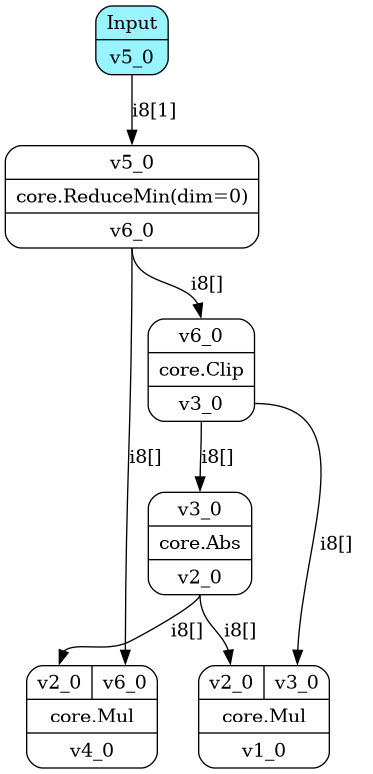 Input
v5_0
i8[1]
v5_0
core.ReduceMin(dim=0)
v6_0
i8[]
v6_0
core.Clip
v3_0
i8[]
i8[]
v3_0
core.Abs
v2_0
i8[]
i8[]
i8[]
v2_0 v6_0
core.Mul
v4_0
v2_0 v3_0
core.Mul
v1_0